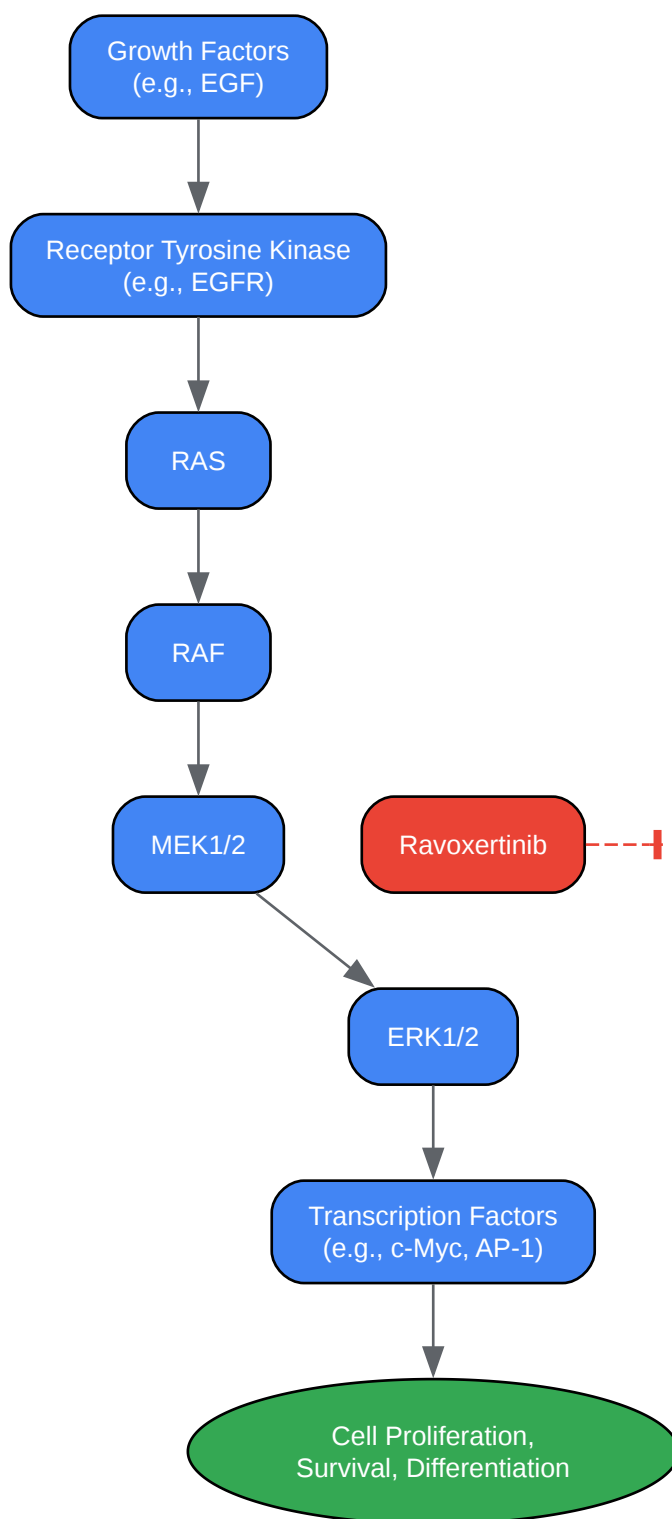 Growth Factors
(e.g., EGF)
Receptor Tyrosine Kinase
(e.g., EGFR)
RAS
RAF
MEK1/2
Ravoxertinib
ERK1/2
Transcription Factors
(e.g., c-Myc, AP-1)
Cell Proliferation,
Survival, Differentiation